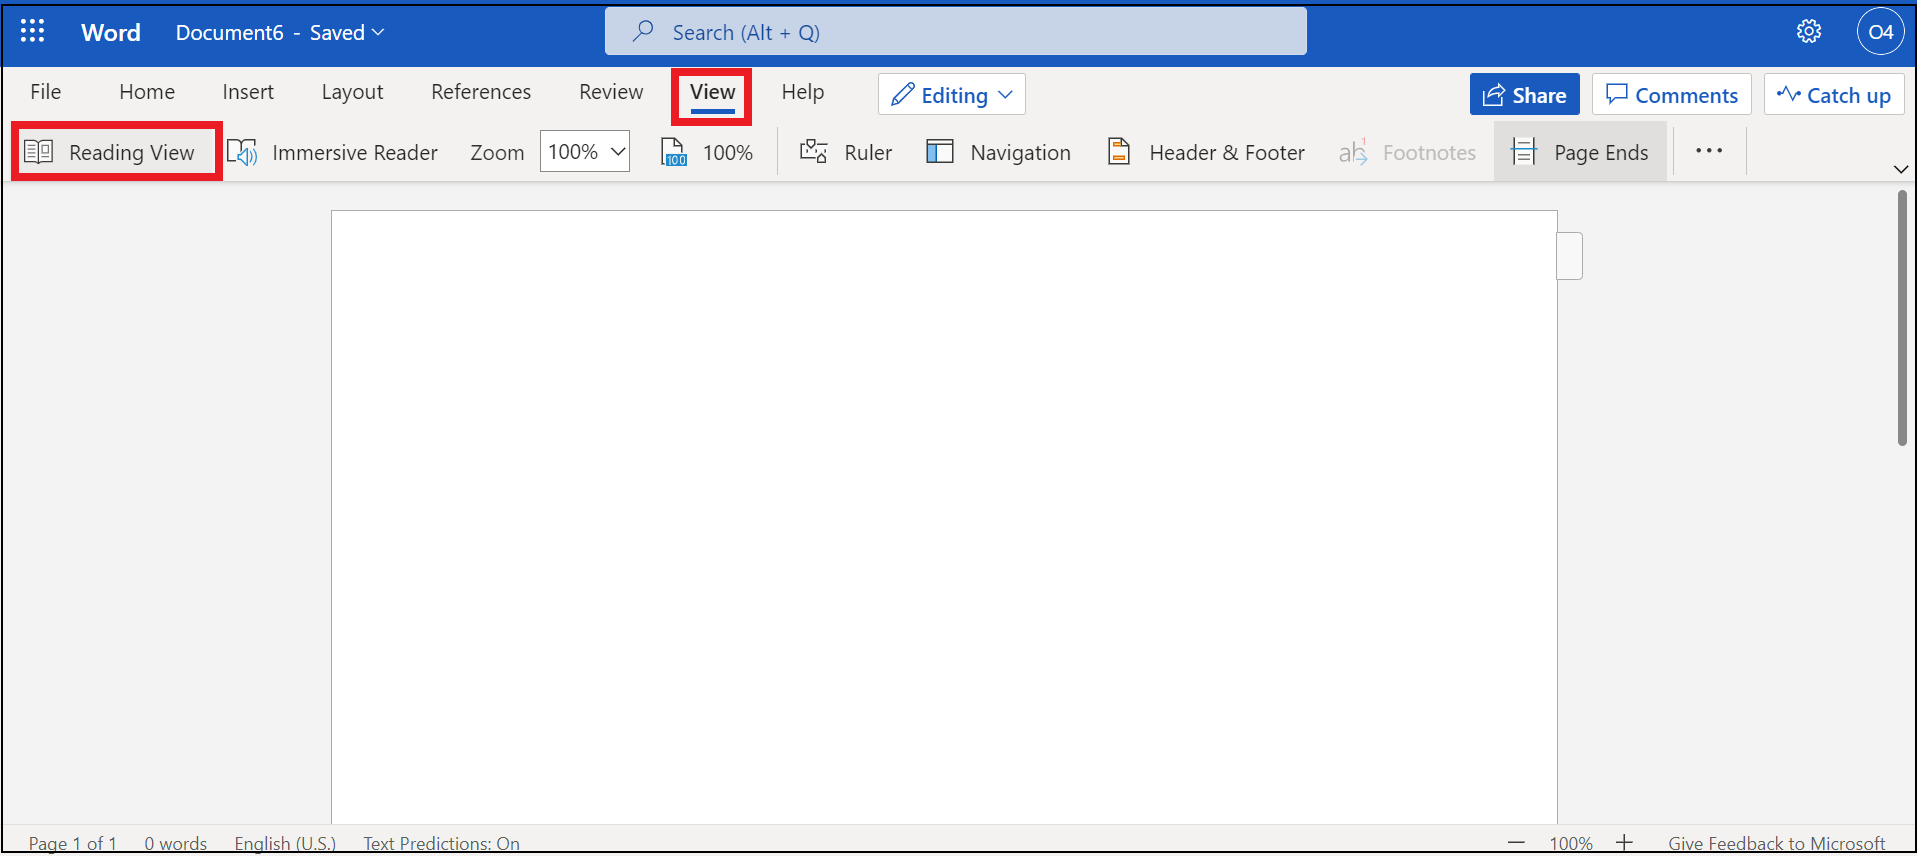 Word Document6 - Saved Search (Alt + Q) O4
File Home Insert Layout References Review View Help Editing Share Comments Catch up
Reading View Immersive Reader Zoom 100% 100 100% Ruler Navigation Header & Footer ab1 Footnotes Page Ends ...
Page 1 of 1 0 words English (U.S.) Text Predictions: On 100% Give Feedback to Microsoft